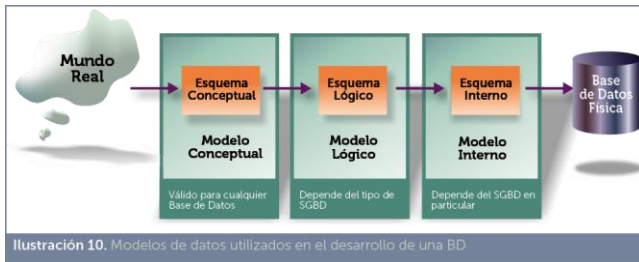 Mundo
Real
Esquema
Conceptual
Modelo
Conceptual
Válido para cualquier
Base de Datos
Esquema
Lógico
Modelo
Lógico
Depende del tipo de
SGBD
Esquema
Interno
Modelo
Interno
Depende del SGBD en
particular
Base
de Datos
Física
Ilustración 10. Modelos de datos utilizados en el desarrollo de una BD